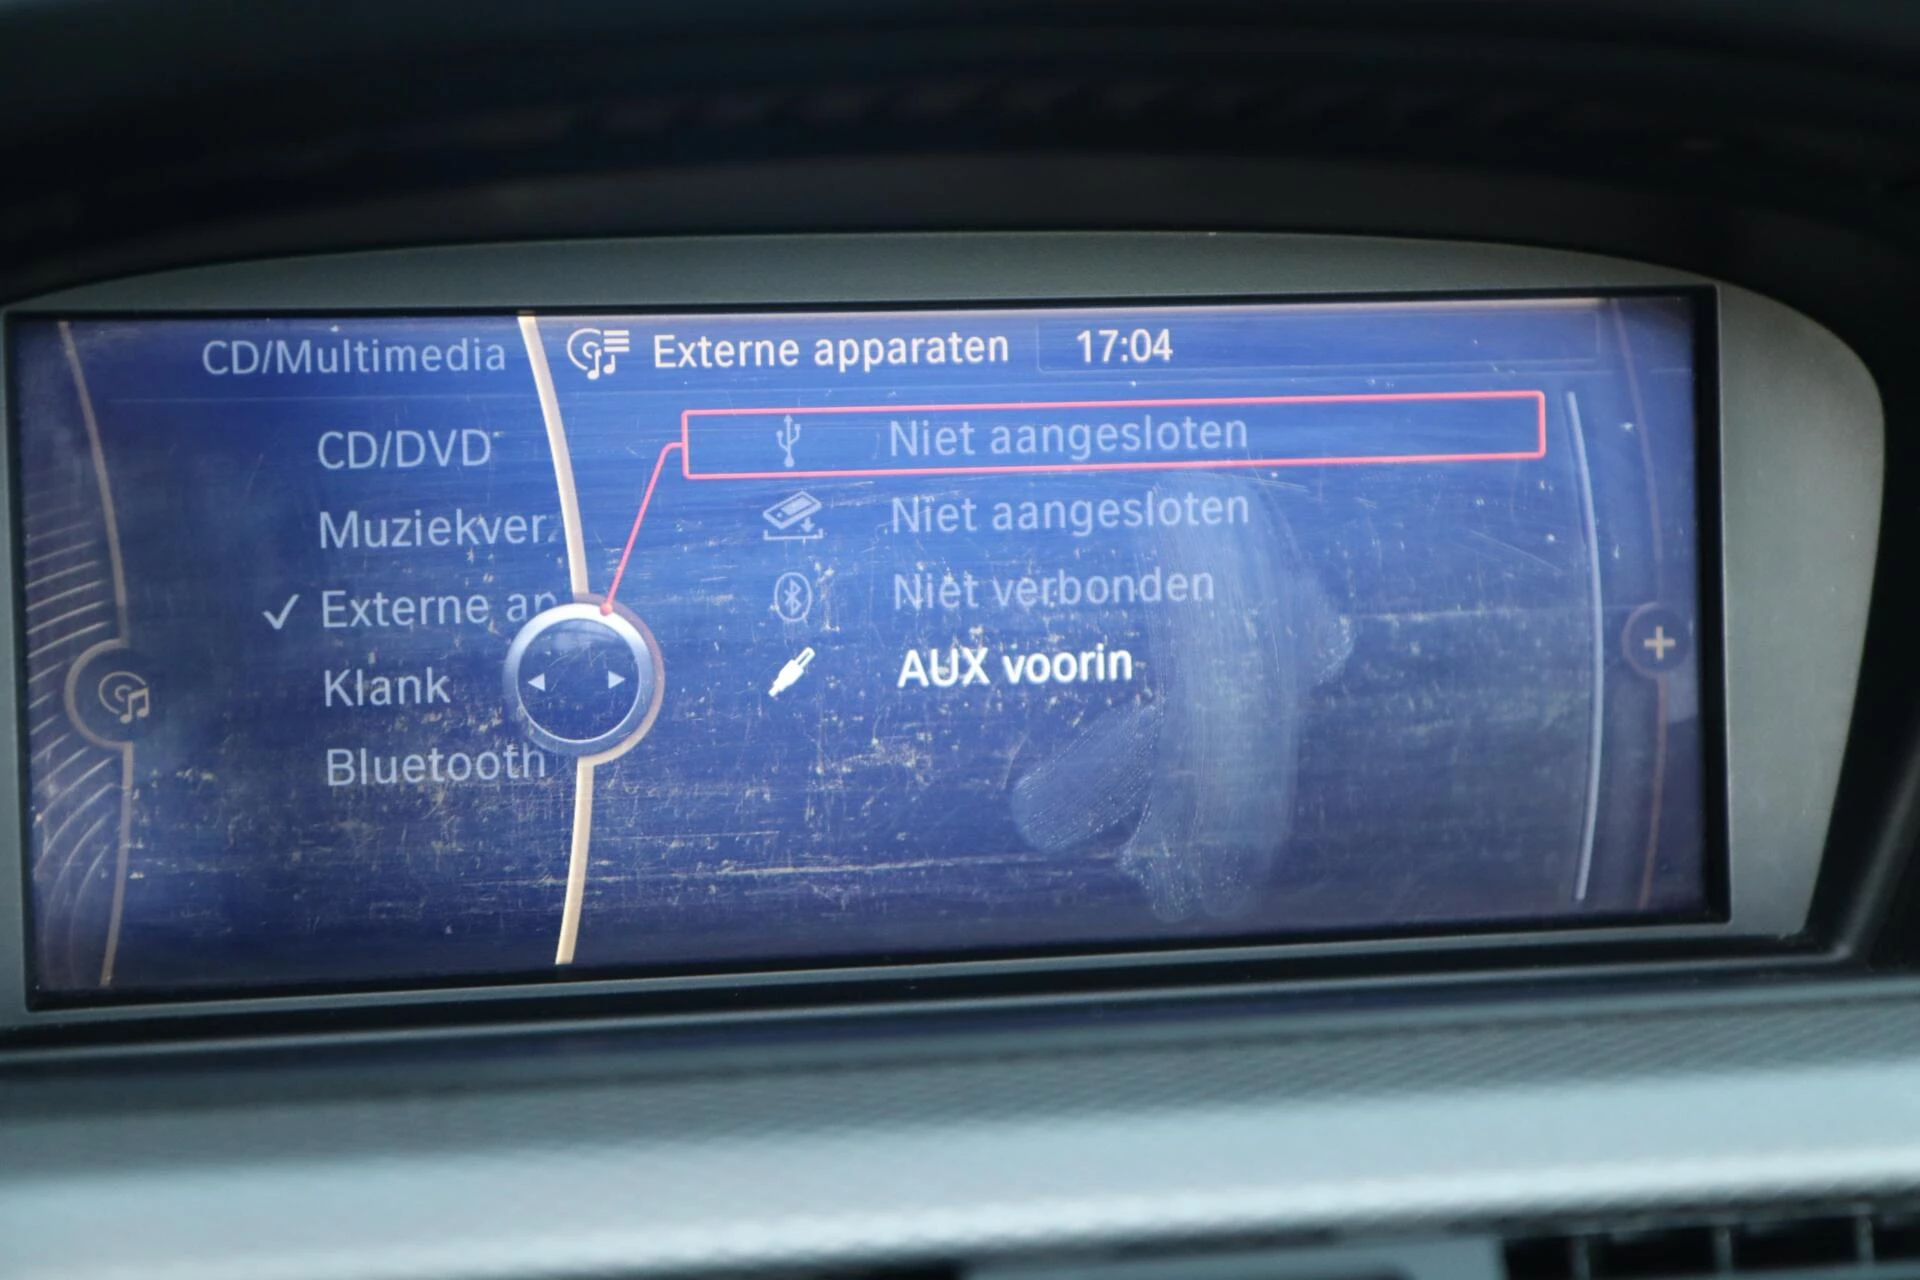 CD/Multimedia
Externe apparaten
17:04
CD/DVD
Muziekver.
✓ Externe ap
Klank
Bluetooth
Niet aangesloten
Niet aangesloten
Niet verbonden
AUX voorin